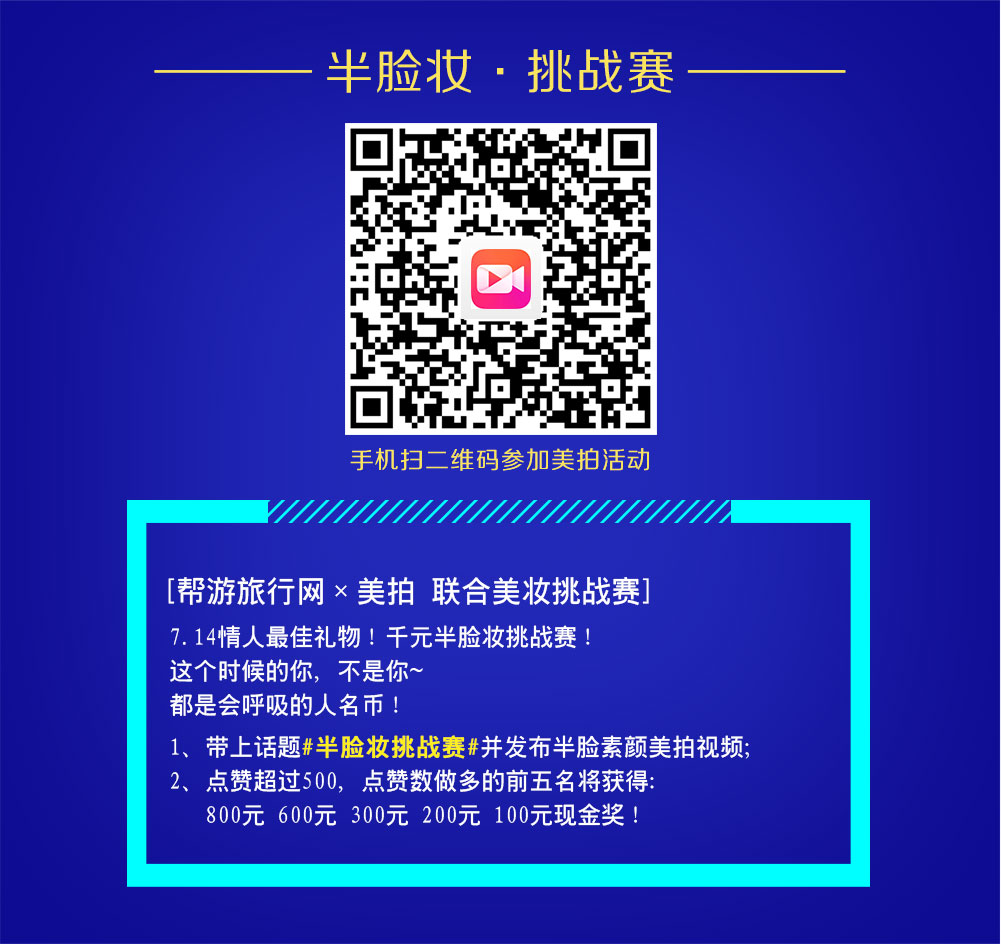 半脸妆·挑战赛
手机扫二维码参加美拍活动
[帮游旅行网×美拍 联合美妆挑战赛]
7.14情人最佳礼物！千元半脸妆挑战赛！
这个时候的你，不是你~
都是会呼吸的人名币！
1、带上话题#半脸妆挑战赛#并发布半脸素颜美拍视频;
2、点赞超过500，点赞数做多的前五名将获得:
800元 600元 300元 200元 100元现金奖！